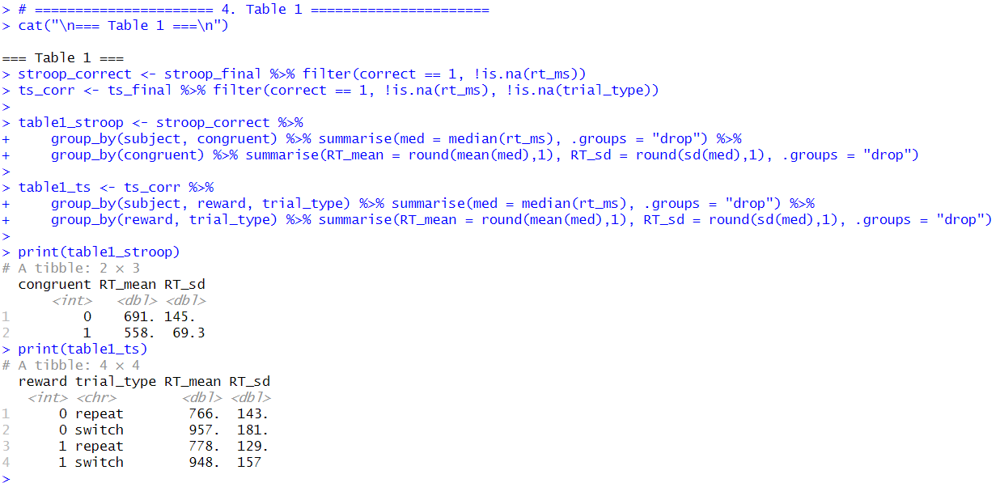 > # ====================== 4. Table 1 ======================
> cat("\n=== Table 1 ===\n")

=== Table 1 ===
> stroop_correct <- stroop_final %>% filter(correct == 1, !is.na(rt_ms))
> ts_corr <- ts_final %>% filter(correct == 1, !is.na(rt_ms), !is.na(trial_type))
>
> table1_stroop <- stroop_correct %>%
+     group_by(subject, congruent) %>% summarise(med = median(rt_ms), .groups = "drop") %>%
+     group_by(congruent) %>% summarise(RT_mean = round(mean(med),1), RT_sd = round(sd(med),1), .groups = "drop")
>
> table1_ts <- ts_corr %>%
+     group_by(subject, reward, trial_type) %>% summarise(med = median(rt_ms), .groups = "drop") %>%
+     group_by(reward, trial_type) %>% summarise(RT_mean = round(mean(med),1), RT_sd = round(sd(med),1), .groups = "drop")
>
> print(table1_stroop)
# A tibble: 2 × 3
  congruent RT_mean RT_sd
      <int>   <dbl> <dbl>
1         0    691. 145.
2         1    558.  69.3
> print(table1_ts)
# A tibble: 4 × 4
  reward trial_type RT_mean RT_sd
   <int> <chr>        <dbl> <dbl>
1      0 repeat        766.  143.
2      0 switch        957.  181.
3      1 repeat        778.  129.
4      1 switch        948.  157
>